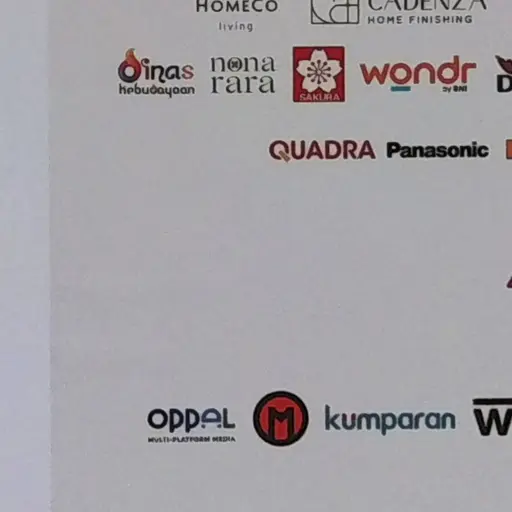 HOMECO
living
CADENZA
HOME FINISHING
Dinas
kebudayaan
nona
rara
SAKURA
wondr
by BNI
QUADRA Panasonic
OPPAL
MULTI-PLATFORM MEDIA
M
kumparan